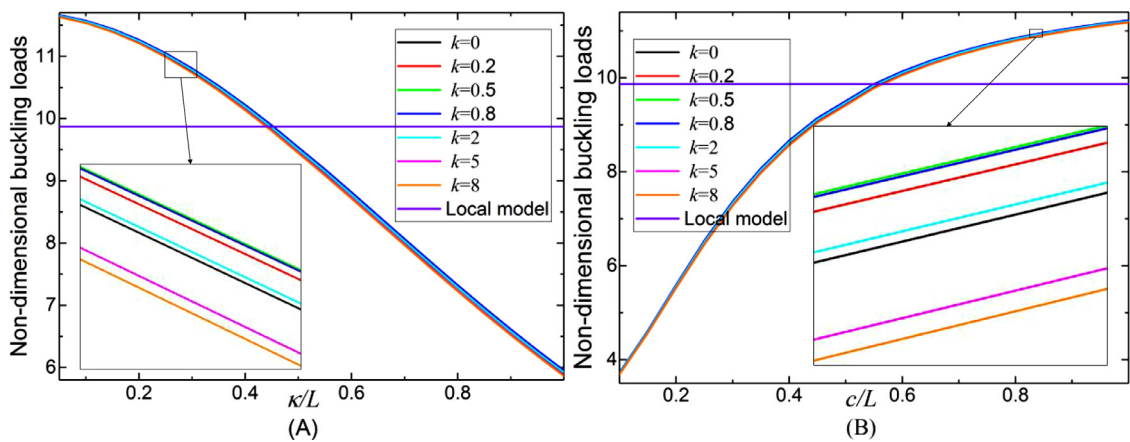 Non-dimensional buckling loads
11
10
9
8
7
6
k=0
k=0.2
k=0.5
k=0.8
k=2
k=5
k=8
Local model
0.2 0.4 0.6 0.8
κ/L
(A)
Non-dimensional buckling loads
10
8
6
4
k=0
k=0.2
k=0.5
k=0.8
k=2
k=5
k=8
Local model
0.2 0.4 0.6 0.8
c/L
(B)